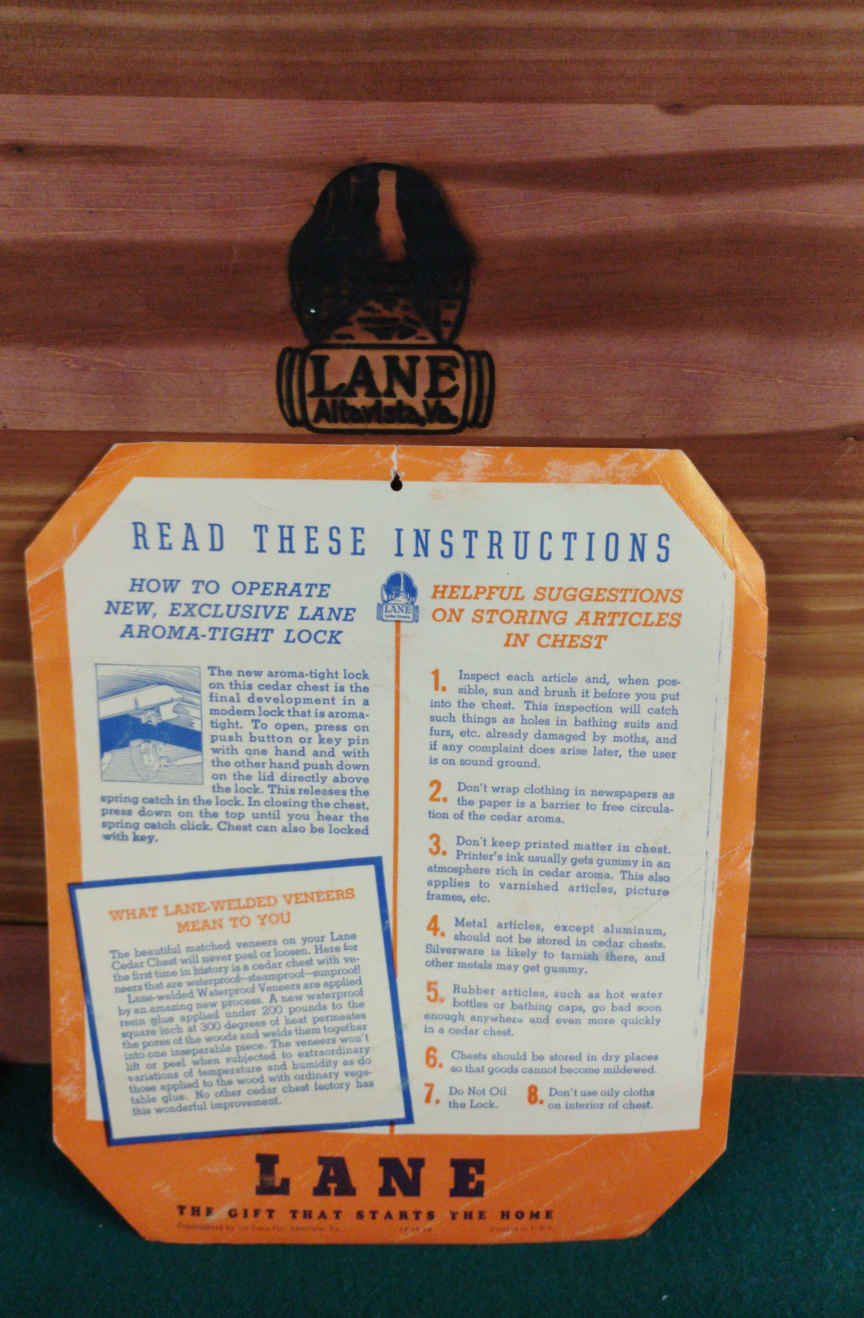 LANE
Altavista, Va.
READ THESE INSTRUCTIONS
HOW TO OPERATE
NEW, EXCLUSIVE LANE
AROMA-TIGHT LOCK
The new aroma-tight lock
on this cedar chest is the
final development in a
modern lock that is aroma-
tight. To open, press on
push button or key pin
with one hand and with
the other hand push down
on the lid directly above
the lock. This releases the
spring catch in the lock. In closing the chest,
press down on the top until you hear the
spring catch click. Chest can also be locked
with key.
WHAT LANE-WELDED VENEERS
MEAN TO YOU
The beautiful matched veneers on your Lane
Cedar Chest will never peel or loosen. Here for
the first time in history is a cedar chest with ve-
neers that are waterproof—steamproof—sunproof!
Lane-welded Waterproof Veneers are applied
by an amazing new process. A new waterproof
resin glue applied under 200 pounds to the
square inch at 300 degrees of heat permeates
the pores of the woods and welds them together
into one inseparable piece. The veneers won't
lift or peel when subjected to extraordinary
variations of temperature and humidity as do
those applied to the wood with ordinary vege-
table glue. No other cedar chest factory has
this wonderful improvement.
LANE
HELPFUL SUGGESTIONS
ON STORING ARTICLES
IN CHEST
1. Inspect each article and, when pos-
sible, sun and brush it before you put
into the chest. This inspection will catch
such things as holes in bathing suits and
furs, etc. already damaged by moths, and
if any complaint does arise later, the user
is on sound ground.
2. Don't wrap clothing in newspapers as
the paper is a barrier to free circula-
tion of the cedar aroma.
3. Don't keep printed matter in chest.
Printer's ink usually gets gummy in an
atmosphere rich in cedar aroma. This also
applies to varnished articles, picture
frames, etc.
4. Metal articles, except aluminum,
should not be stored in cedar chests.
Silverware is likely to tarnish there, and
other metals may get gummy.
5. Rubber articles, such as hot water
bottles or bathing caps, go bad soon
enough anywhere and even more quickly
in a cedar chest.
6. Chests should be stored in dry places
so that goods cannot become mildewed.
7. Do Not Oil
the Lock.
8. Don't use oily cloths
on interior of chest.
LANE
THE GIFT THAT STARTS THE HOME